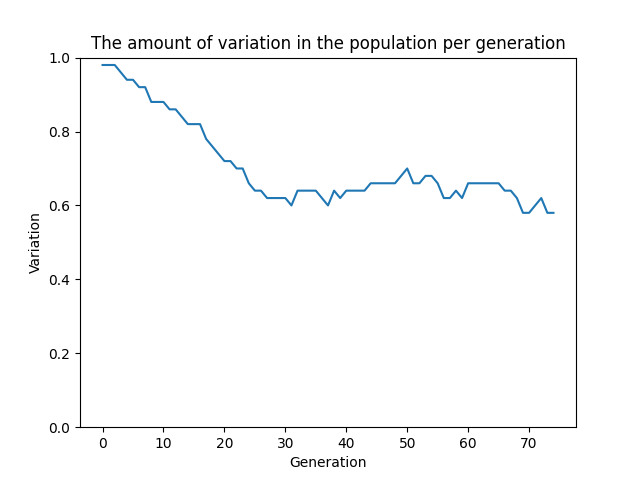 The amount of variation in the population per generation
1.0
0.8
0.6
0.4
0.2
0.0
Variation
0 10 20 30 40 50 60 70
Generation